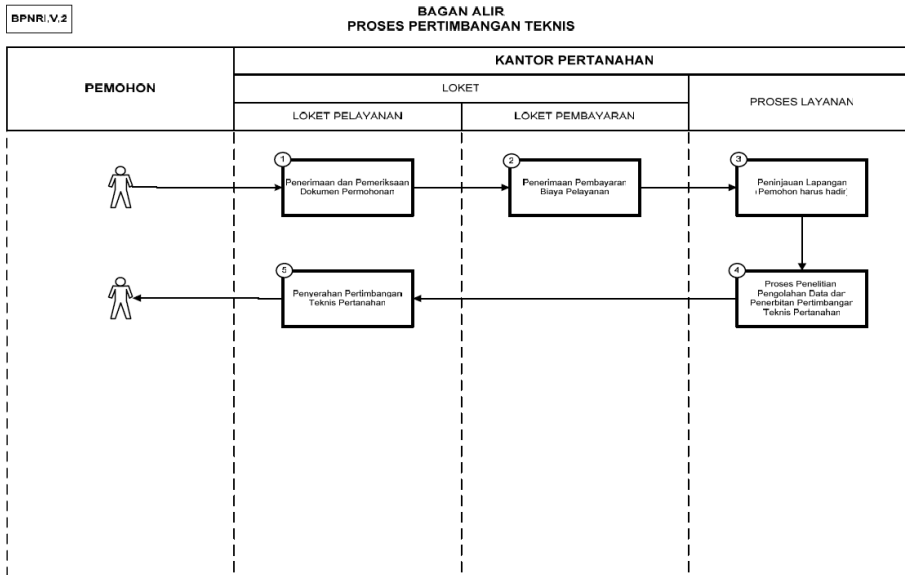 BPNRI.V.2
BAGAN ALIR
PROSES PERTIMBANGAN TEKNIS
PEMOHON
KANTOR PERTANAHAN
LOKET
PROSES LAYANAN
LOKET PELAYANAN
LOKET PEMBAYARAN
1
Penerimaan dan Pemeriksaan
Dokumen Permohonan
2
Penerimaan Pembayaran
Biaya Pelayanan
3
Peninjauan Lapangan
(Pemohon harus hadir)
4
Proses Penelitian
Pengolahan Data dan
Penerbitan Pertimbangan
Teknis Pertanahan
5
Penyerahan Pertimbangan
Teknis Pertanahan